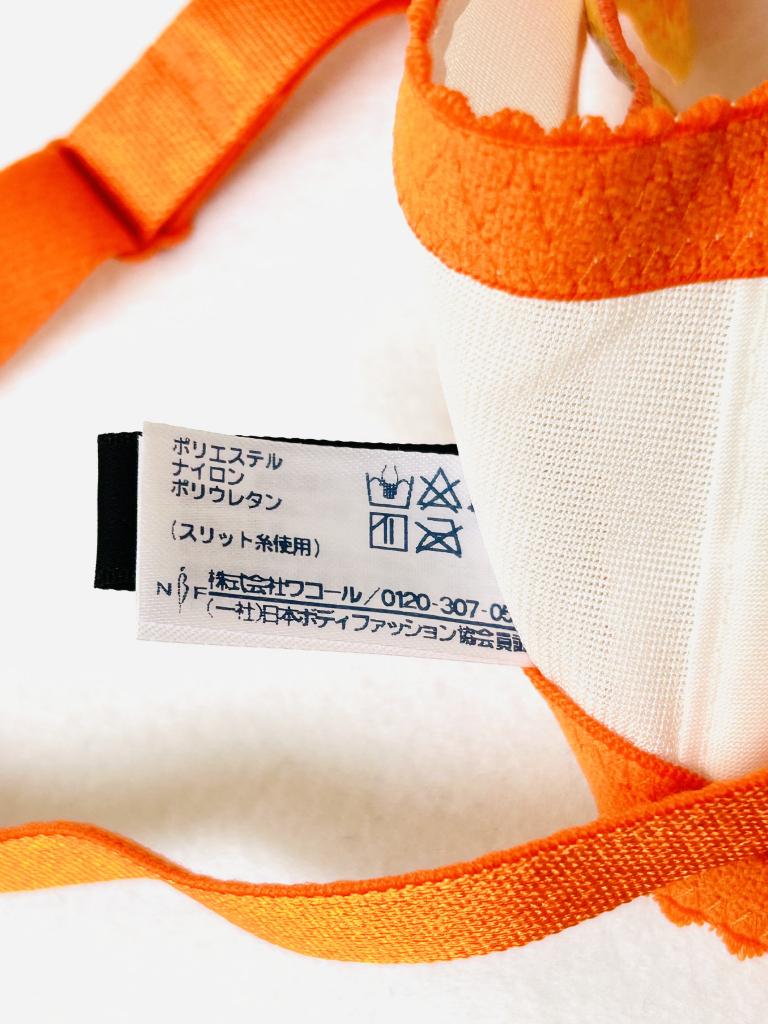 ポリエステル
ナイロン
ポリウレタン
(スリット糸使用)
株式会社ワコール/0120-307-05
N F (一社)日本ボディファッション協会員